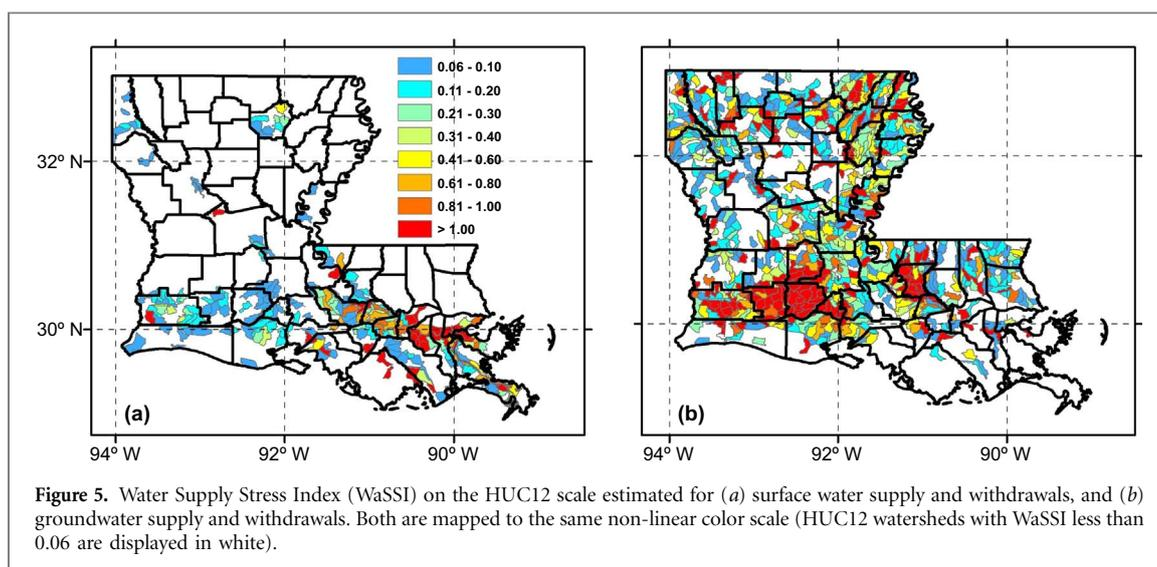 0.06 - 0.10
0.11 - 0.20
0.21 - 0.30
0.31 - 0.40
0.41 - 0.60
0.61 - 0.80
0.81 - 1.00
> 1.00
32° N
30° N
(a)
(b)
94° W 92° W 90° W 94° W 92° W 90° W
Figure 5. Water Supply Stress Index (WaSSI) on the HUC12 scale estimated for (a) surface water supply and withdrawals, and (b)
groundwater supply and withdrawals. Both are mapped to the same non-linear color scale (HUC12 watersheds with WaSSI less than
0.06 are displayed in white).